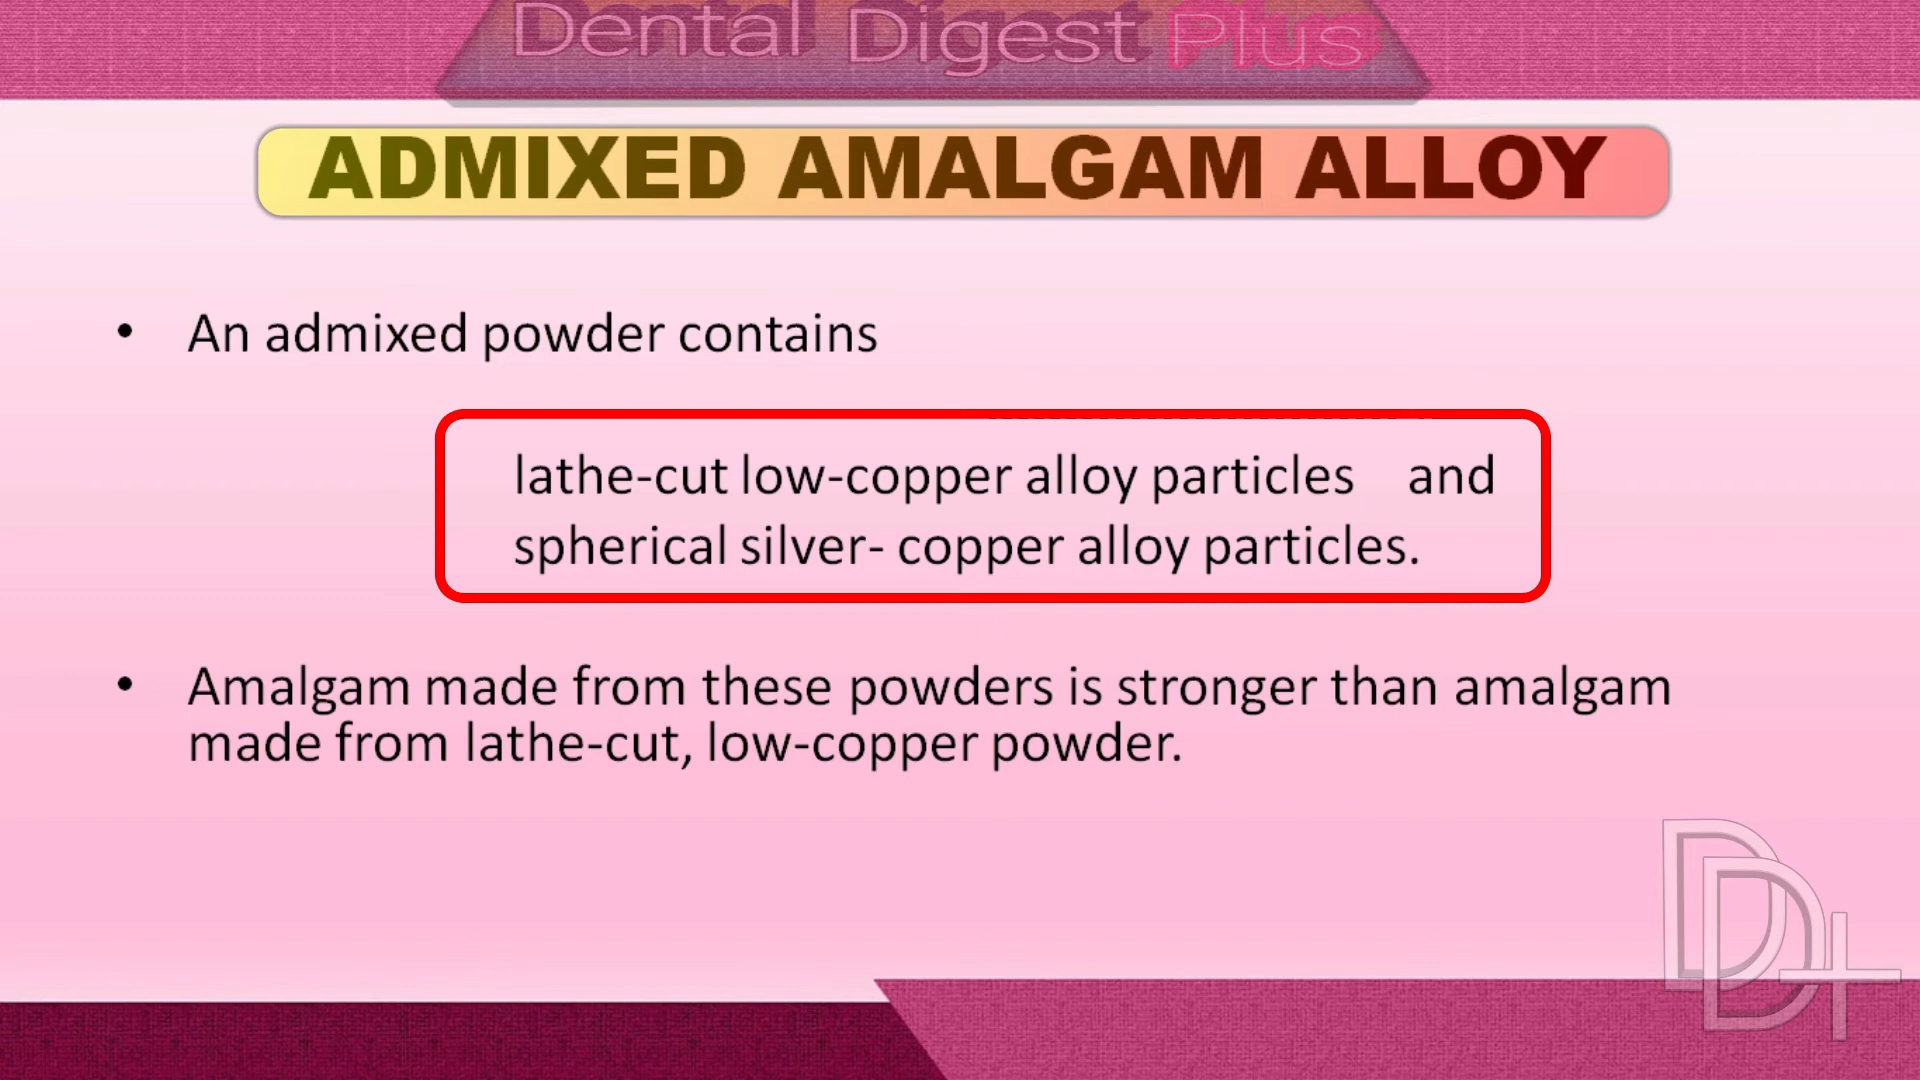 Dental Digest Plus
ADMIXED AMALGAM ALLOY
• An admixed powder contains
lathe-cut low-copper alloy particles and
spherical silver- copper alloy particles.
• Amalgam made from these powders is stronger than amalgam
made from lathe-cut, low-copper powder.
DD+